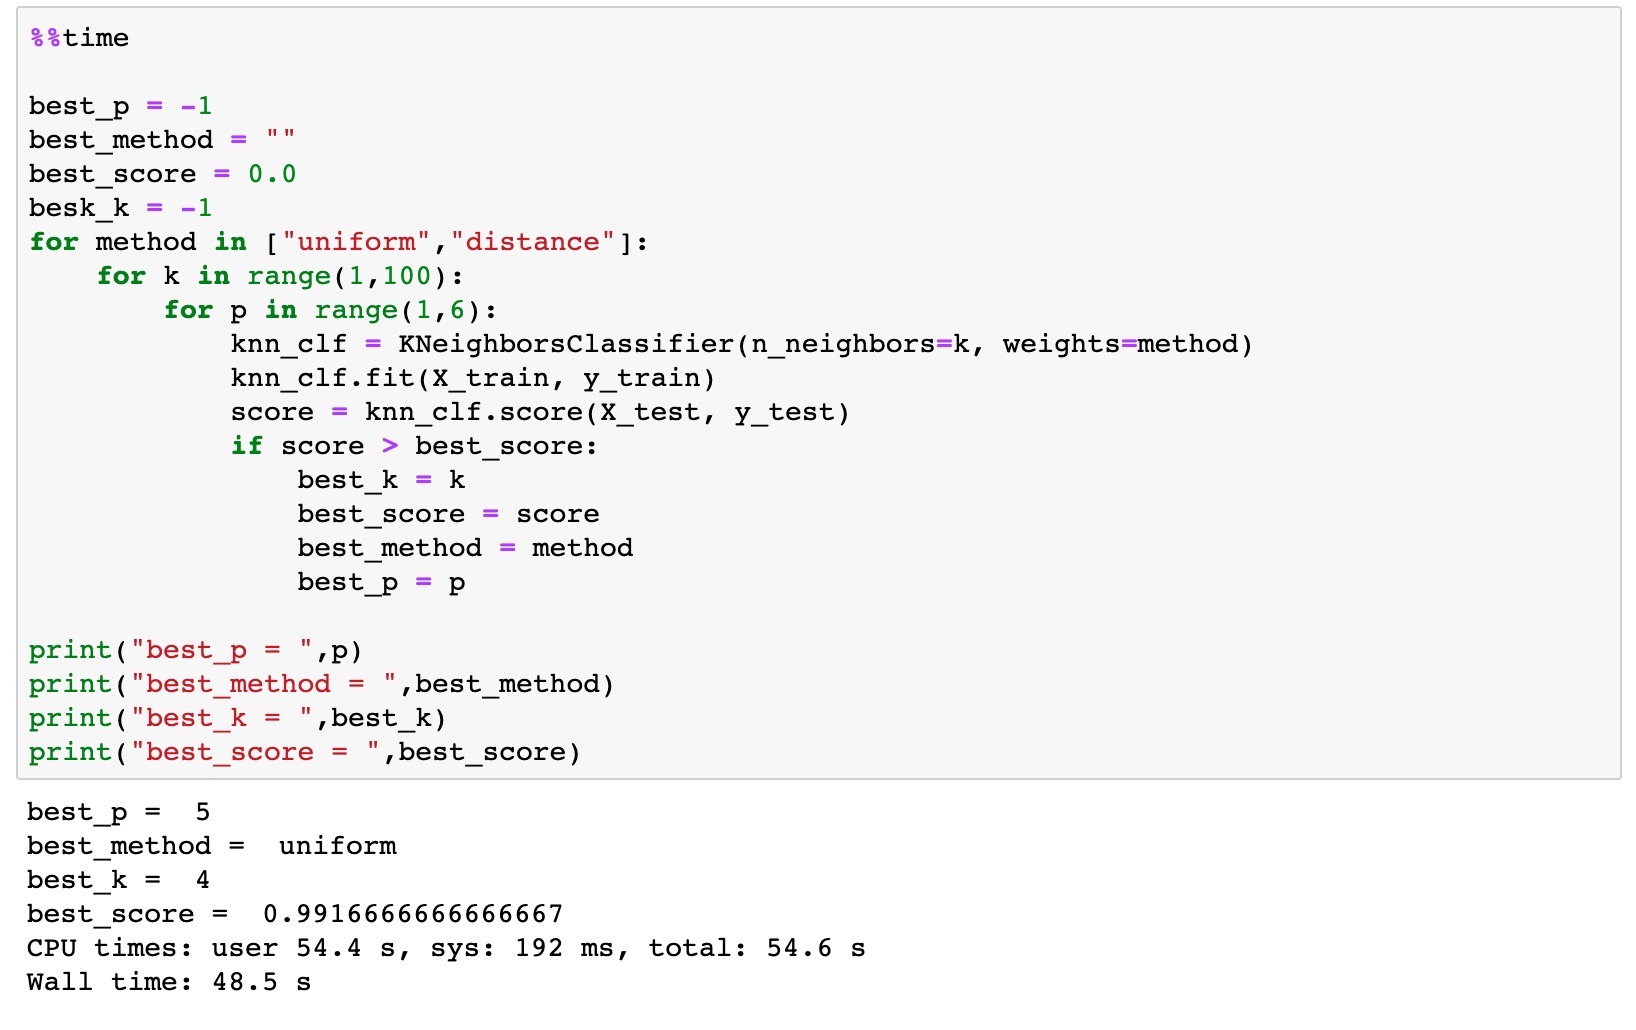 %%time
best_p = -1
best_method = ""
best_score = 0.0
besk_k = -1
for method in ["uniform","distance"]:
    for k in range(1,100):
        for p in range(1,6):
            knn_clf = KNeighborsClassifier(n_neighbors=k, weights=method)
            knn_clf.fit(X_train, y_train)
            score = knn_clf.score(X_test, y_test)
            if score > best_score:
                best_k = k
                best_score = score
                best_method = method
                best_p = p
print("best_p = ",p)
print("best_method = ",best_method)
print("best_k = ",best_k)
print("best_score = ",best_score)
best_p =  5
best_method =  uniform
best_k =  4
best_score =  0.9916666666666667
CPU times: user 54.4 s, sys: 192 ms, total: 54.6 s
Wall time: 48.5 s